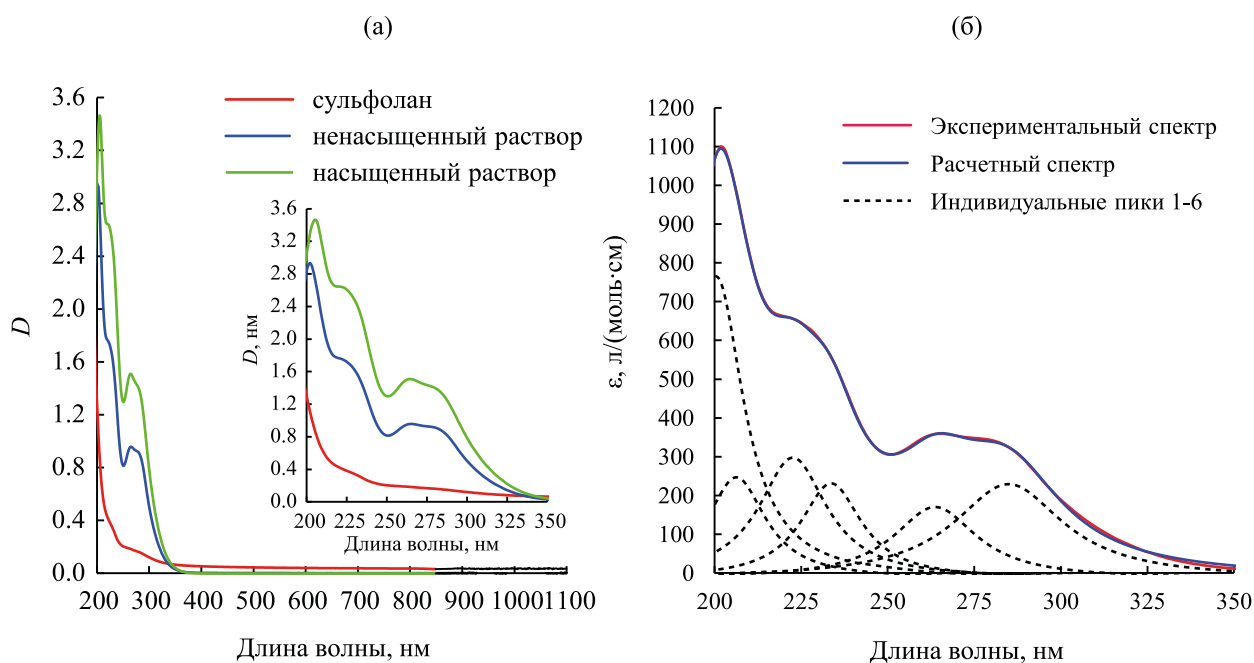 (а)
(б)
сульфолан
ненасыщенный раствор
насыщенный раствор
D
3.6
3.2
2.8
2.4
2.0
1.6
1.2
0.8
0.4
0.0
200 300 400 500 600 700 800 900 1000 1100
Длина волны, нм
D, нм
3.6
3.2
2.8
2.4
2.0
1.6
1.2
0.8
0.4
0.0
200 225 250 275 300 325 350
Длина волны, нм
Экспериментальный спектр
Расчетный спектр
Индивидуальные пики 1-6
ε, л/(моль·см)
1200
1100
1000
900
800
700
600
500
400
300
200
100
0
200 225 250 275 300 325 350
Длина волны, нм